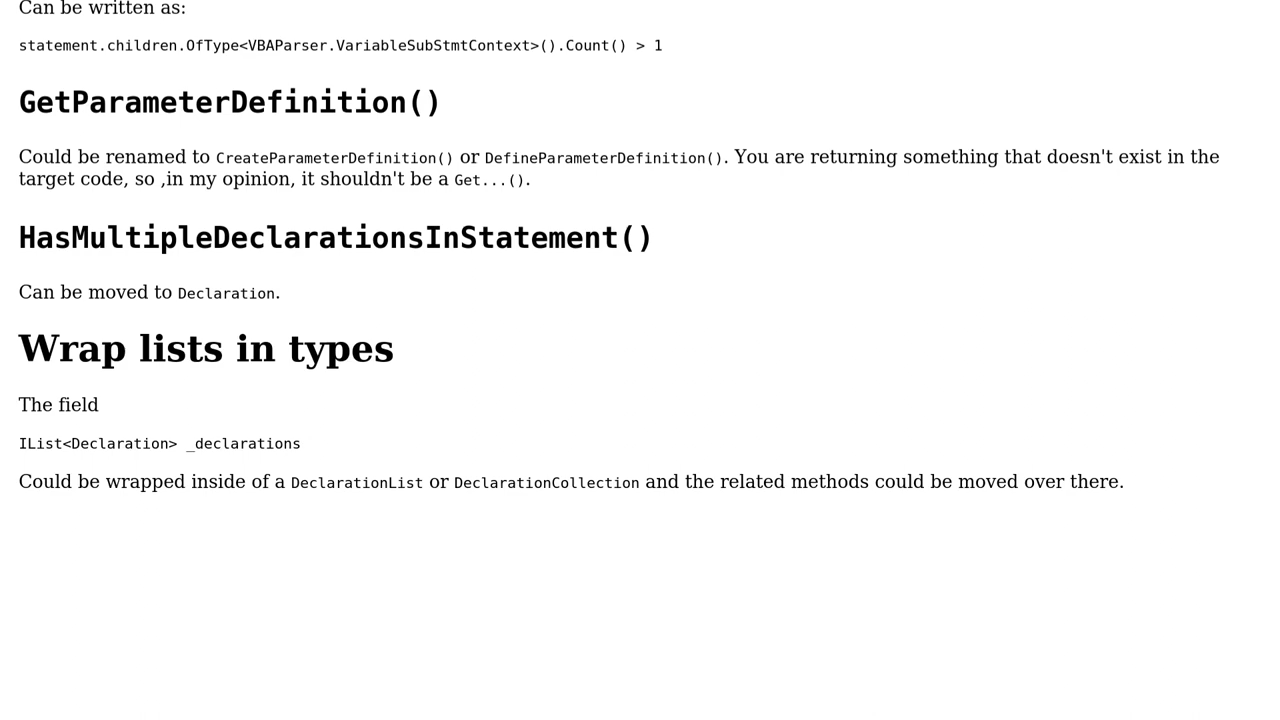 Can be written as:
statement.children.OfType<VBAParser.VariableSubStmtContext>().Count() > 1
GetParameterDefinition()
Could be renamed to CreateParameterDefinition() or DefineParameterDefinition(). You are returning something that doesn't exist in the
target code, so ,in my opinion, it shouldn't be a Get...().
HasMultipleDeclarationsInStatement()
Can be moved to Declaration.
Wrap lists in types
The field
IList<Declaration> _declarations
Could be wrapped inside of a DeclarationList or DeclarationCollection and the related methods could be moved over there.